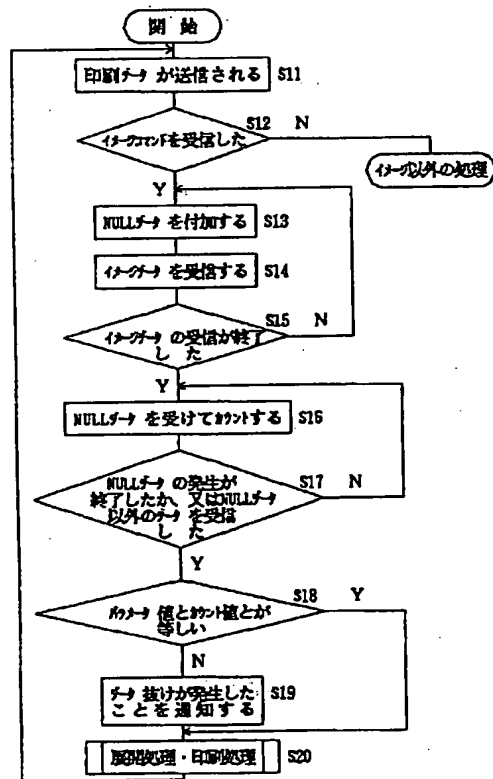 開始
印刷データ が送信される S11
S12 N
イメージコマンドを受信した
イメージ以外の処理
Y
NULLデータ を付加する S13
イメージデータ を受信する S14
S15 N
イメージデータ の受信が終了
した
Y
NULLデータ を受けてカウントする S16
NULLデータ の発生が
終了したか、又はNULLデータ
以外のデータ を受信
した
S17 N
Y
S18 Y
パラメータ 値とカウント値とが
等しい
N
データ 抜けが発生した
ことを通知する
S19
展開処理・印刷処理 S20